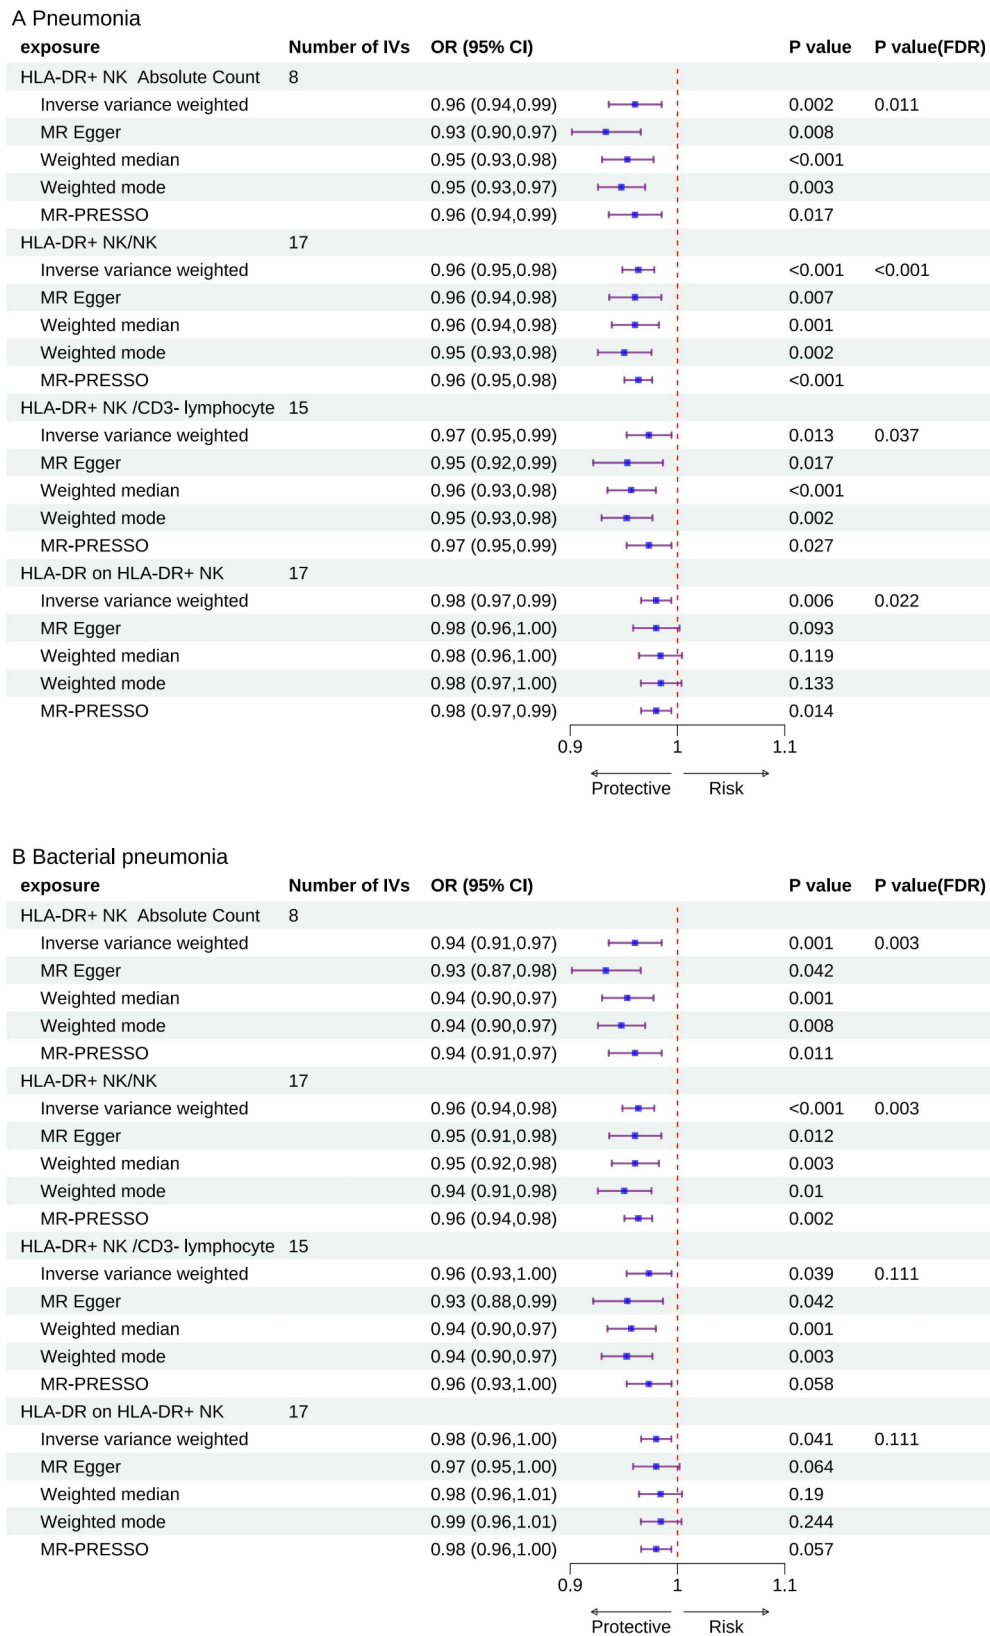 A Pneumonia
exposure Number of IVs OR (95% CI) P value P value(FDR)
HLA-DR+ NK  Absolute Count 8
Inverse variance weighted 0.96 (0.94,0.99) 0.002 0.011
MR Egger 0.93 (0.90,0.97) 0.008
Weighted median 0.95 (0.93,0.98) <0.001
Weighted mode 0.95 (0.93,0.97) 0.003
MR-PRESSO 0.96 (0.94,0.99) 0.017
HLA-DR+ NK/NK 17
Inverse variance weighted 0.96 (0.95,0.98) <0.001 <0.001
MR Egger 0.96 (0.94,0.98) 0.007
Weighted median 0.96 (0.94,0.98) 0.001
Weighted mode 0.95 (0.93,0.98) 0.002
MR-PRESSO 0.96 (0.95,0.98) <0.001
HLA-DR+ NK /CD3- lymphocyte 15
Inverse variance weighted 0.97 (0.95,0.99) 0.013 0.037
MR Egger 0.95 (0.92,0.99) 0.017
Weighted median 0.96 (0.93,0.98) <0.001
Weighted mode 0.95 (0.93,0.98) 0.002
MR-PRESSO 0.97 (0.95,0.99) 0.027
HLA-DR on HLA-DR+ NK 17
Inverse variance weighted 0.98 (0.97,0.99) 0.006 0.022
MR Egger 0.98 (0.96,1.00) 0.093
Weighted median 0.98 (0.96,1.00) 0.119
Weighted mode 0.98 (0.97,1.00) 0.133
MR-PRESSO 0.98 (0.97,0.99) 0.014
0.9 1 1.1
Protective Risk
B Bacterial pneumonia
exposure Number of IVs OR (95% CI) P value P value(FDR)
HLA-DR+ NK  Absolute Count 8
Inverse variance weighted 0.94 (0.91,0.97) 0.001 0.003
MR Egger 0.93 (0.87,0.98) 0.042
Weighted median 0.94 (0.90,0.97) 0.001
Weighted mode 0.94 (0.90,0.97) 0.008
MR-PRESSO 0.94 (0.91,0.97) 0.011
HLA-DR+ NK/NK 17
Inverse variance weighted 0.96 (0.94,0.98) <0.001 0.003
MR Egger 0.95 (0.91,0.98) 0.012
Weighted median 0.95 (0.92,0.98) 0.003
Weighted mode 0.94 (0.91,0.98) 0.01
MR-PRESSO 0.96 (0.94,0.98) 0.002
HLA-DR+ NK /CD3- lymphocyte 15
Inverse variance weighted 0.96 (0.93,1.00) 0.039 0.111
MR Egger 0.93 (0.88,0.99) 0.042
Weighted median 0.94 (0.90,0.97) 0.001
Weighted mode 0.94 (0.90,0.97) 0.003
MR-PRESSO 0.96 (0.93,1.00) 0.058
HLA-DR on HLA-DR+ NK 17
Inverse variance weighted 0.98 (0.96,1.00) 0.041 0.111
MR Egger 0.97 (0.95,1.00) 0.064
Weighted median 0.98 (0.96,1.01) 0.19
Weighted mode 0.99 (0.96,1.01) 0.244
MR-PRESSO 0.98 (0.96,1.00) 0.057
0.9 1 1.1
Protective Risk